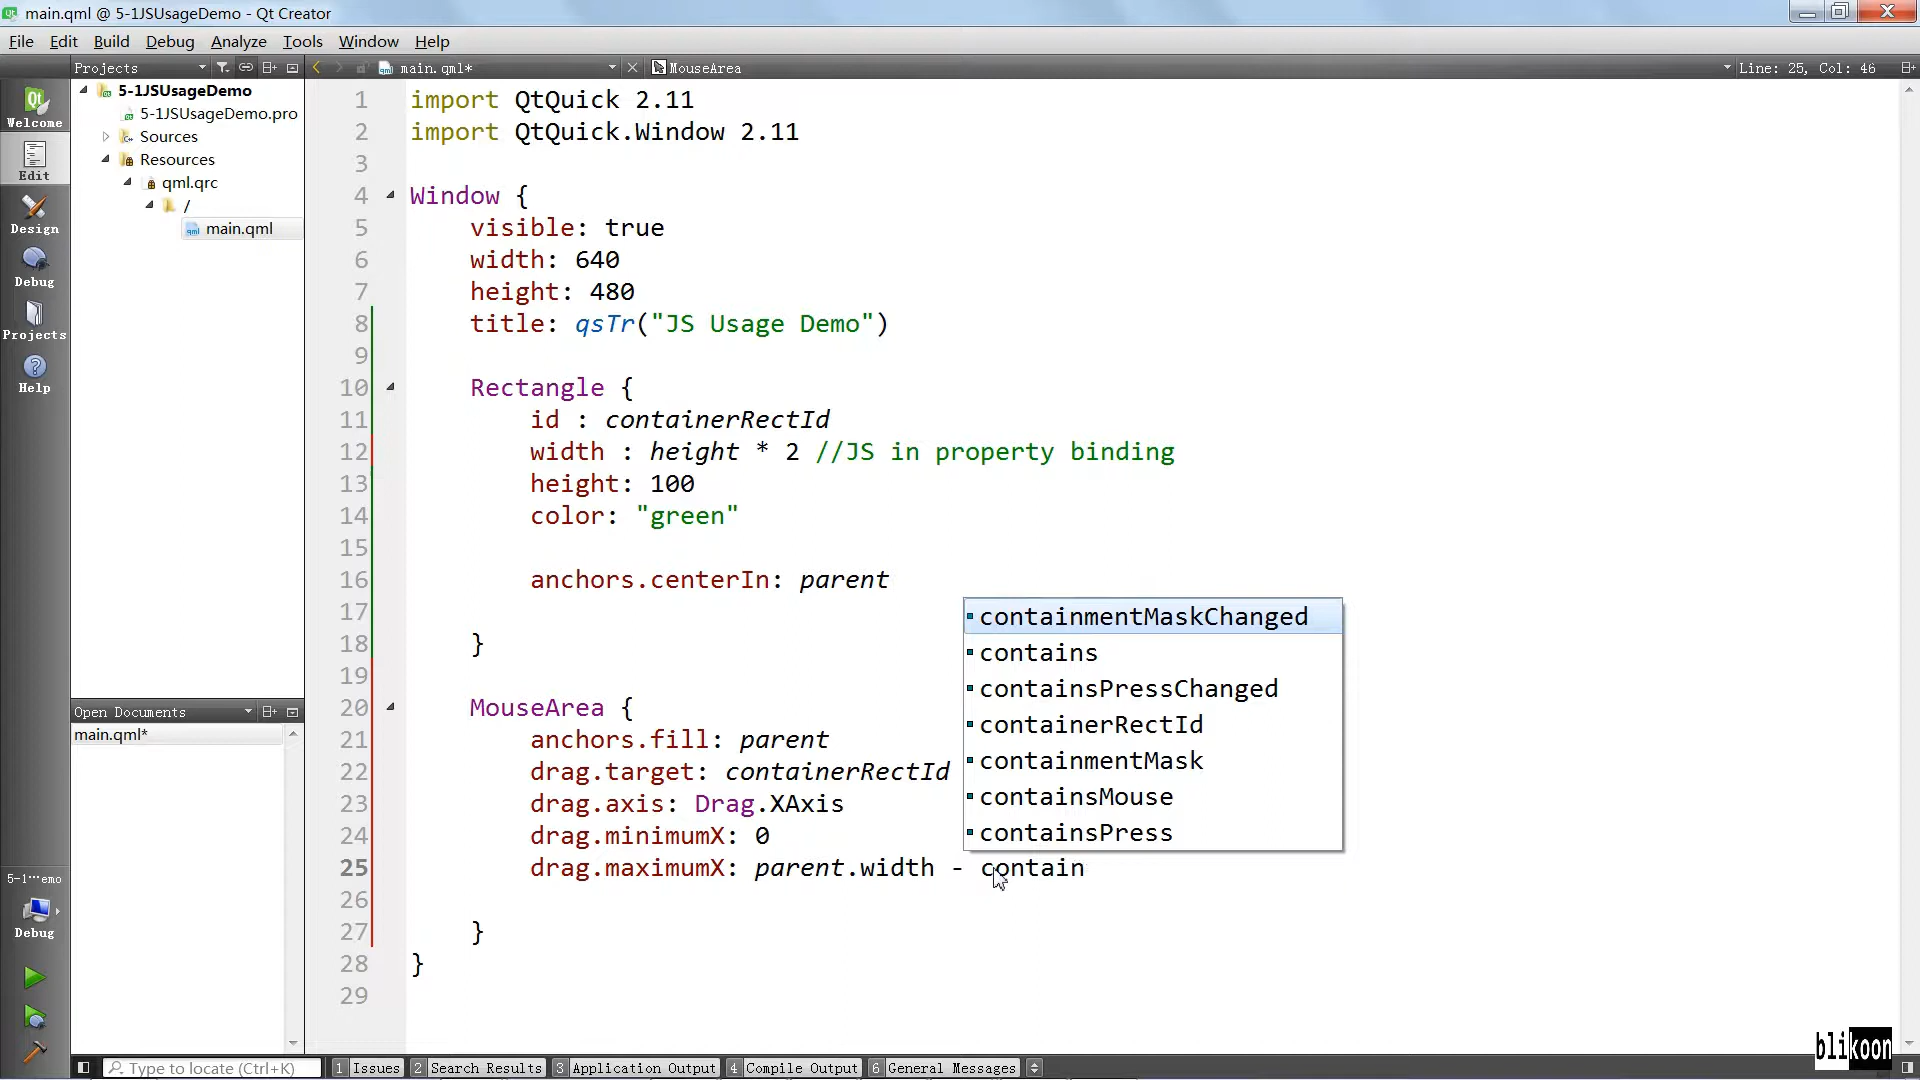 main.qml @ 5-1JSUsageDemo - Qt Creator
File Edit Build Debug Analyze Tools Window Help
Projects main.qml* MouseArea Line: 25, Col: 46
Welcome
Edit
Design
Debug
Projects
Help
5-1JSUsageDemo
5-1JSUsageDemo.pro
Sources
Resources
qml.qrc
/
main.qml
Open Documents
main.qml*
1 import QtQuick 2.11
2 import QtQuick.Window 2.11
3
4 Window {
5 visible: true
6 width: 640
7 height: 480
8 title: qsTr("JS Usage Demo")
9
10 Rectangle {
11 id : containerRectId
12 width : height * 2 //JS in property binding
13 height: 100
14 color: "green"
15
16 anchors.centerIn: parent
17
18 }
19
20 MouseArea {
21 anchors.fill: parent
22 drag.target: containerRectId
23 drag.axis: Drag.XAxis
24 drag.minimumX: 0
25 drag.maximumX: parent.width - contain
26
27 }
28 }
29
containmentMaskChanged
contains
containsPressChanged
containerRectId
containmentMask
containsMouse
containsPress
5-1···emo
Debug
Type to locate (Ctrl+K) 1 Issues 2 Search Results 3 Application Output 4 Compile Output 6 General Messages
blikoon